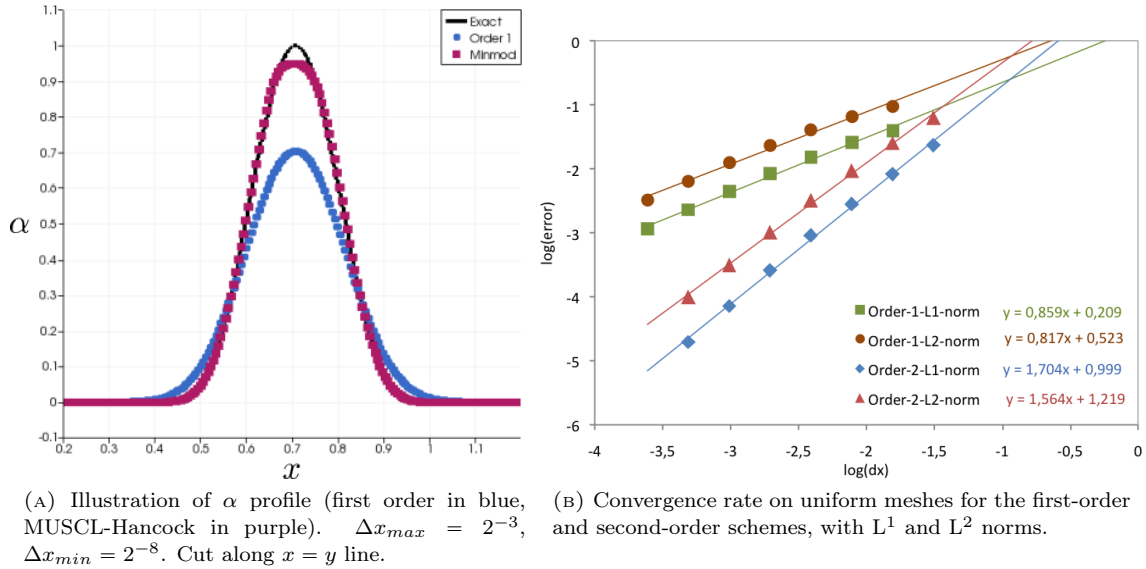 1.1
1
0.9
0.8
0.7
0.6
0.5
0.4
0.3
0.2
0.1
0
-0.1
α
0.2 0.3 0.4 0.5 0.6 0.7 0.8 0.9 1 1.1
x
Exact
Order 1
Minmod
(A) Illustration of α profile (first order in blue,
MUSCL-Hancock in purple). Δx_max = 2^−3,
Δx_min = 2^−8. Cut along x = y line.
0
-1
-2
-3
-4
-5
-6
log(error)
-4 -3,5 -3 -2,5 -2 -1,5 -1 -0,5 0
log(dx)
Order-1-L1-norm y = 0,859x + 0,209
Order-1-L2-norm y = 0,817x + 0,523
Order-2-L1-norm y = 1,704x + 0,999
Order-2-L2-norm y = 1,564x + 1,219
(B) Convergence rate on uniform meshes for the first-order
and second-order schemes, with L^1 and L^2 norms.